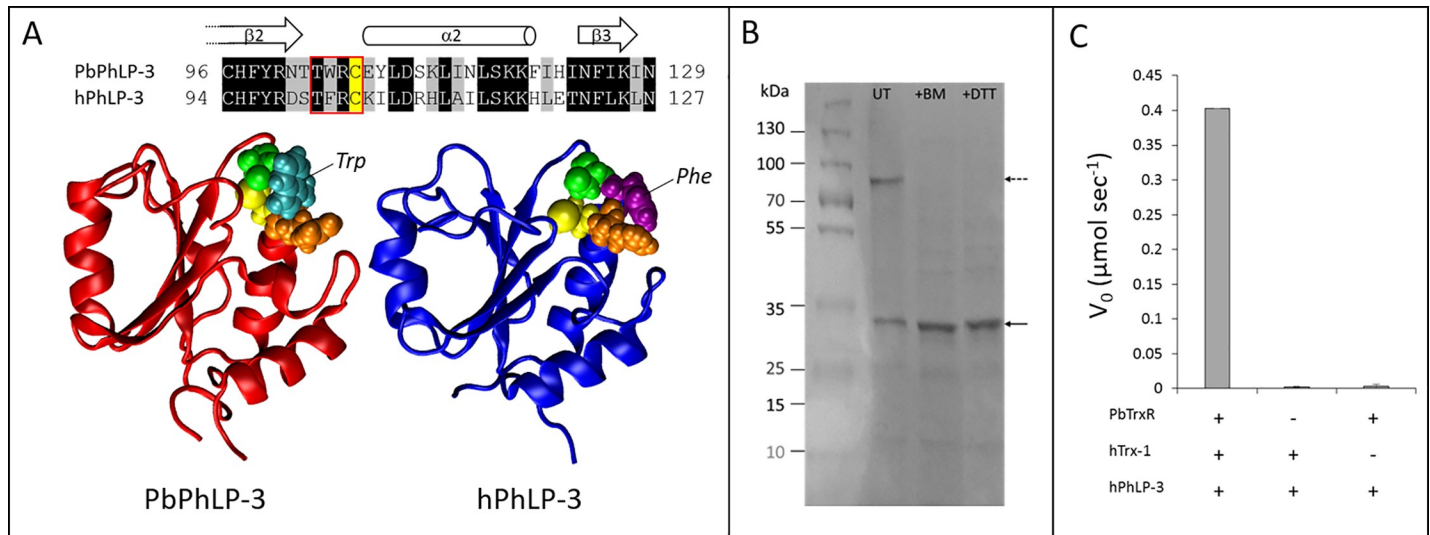 A
β2
α2
β3
PbPhLP-3 96 CHFYRNTTWRCEYLDSKLINLSKKFIHINFIKIN 129
hPhLP-3 94 CHFYRDSTFRCKILDRHLAILSKKHLETNFLKLN 127
Trp
Phe
PbPhLP-3
hPhLP-3
B
kDa
UT +BM +DTT
130
100
70
55
35
25
15
10
C
V0 (µmol sec-1)
0.45
0.4
0.35
0.3
0.25
0.2
0.15
0.1
0.05
0
PbTrxR + - +
hTrx-1 + + -
hPhLP-3 + + +